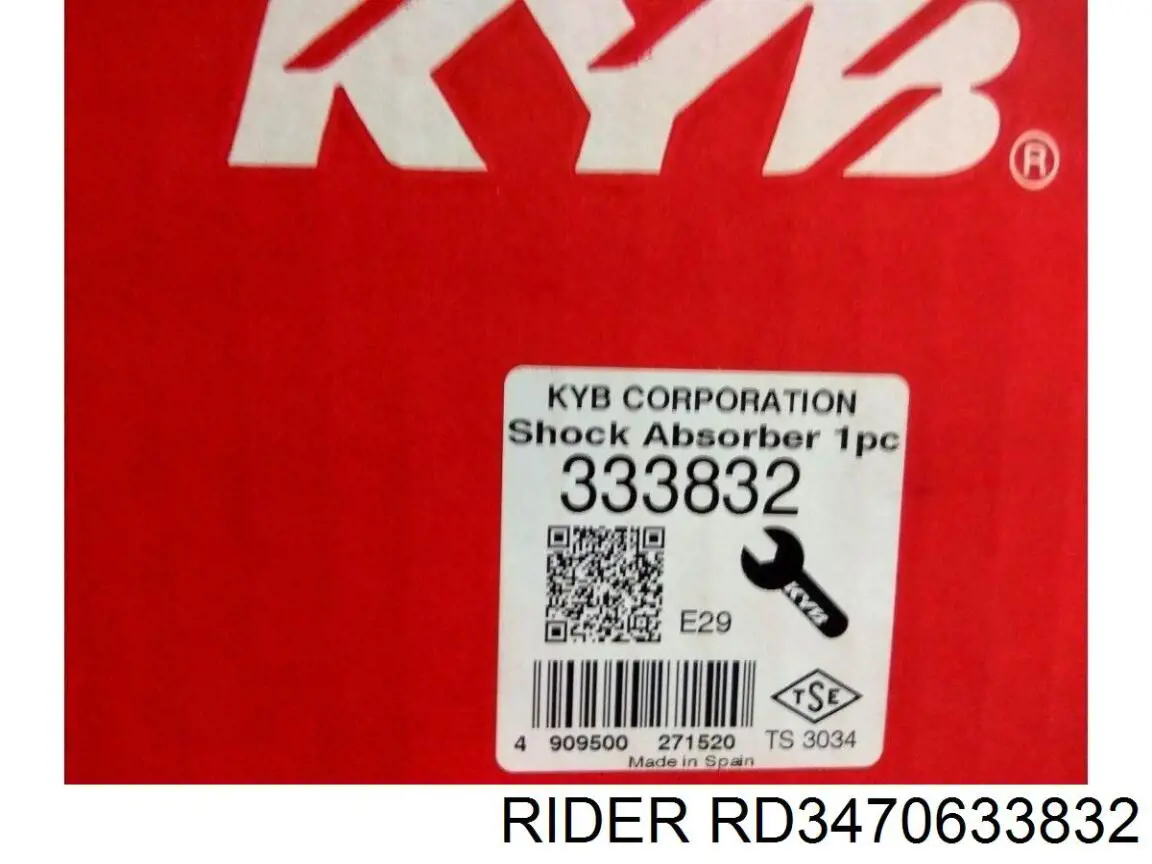 KYB®
KYB CORPORATION
Shock Absorber 1pc
333832
KYB
E29
TSE
4 909500 271520
TS 3034
Made in Spain
RIDER RD3470633832